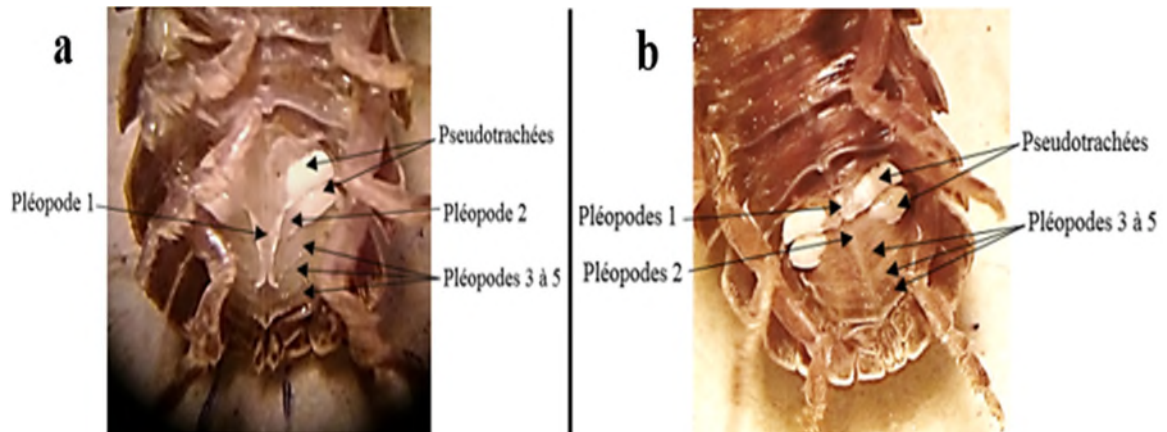 a
Pseudotrachées
Pléopode 1
Pléopode 2
Pléopodes 3 à 5
b
Pseudotrachées
Pléopodes 1
Pléopodes 3 à 5
Pléopodes 2